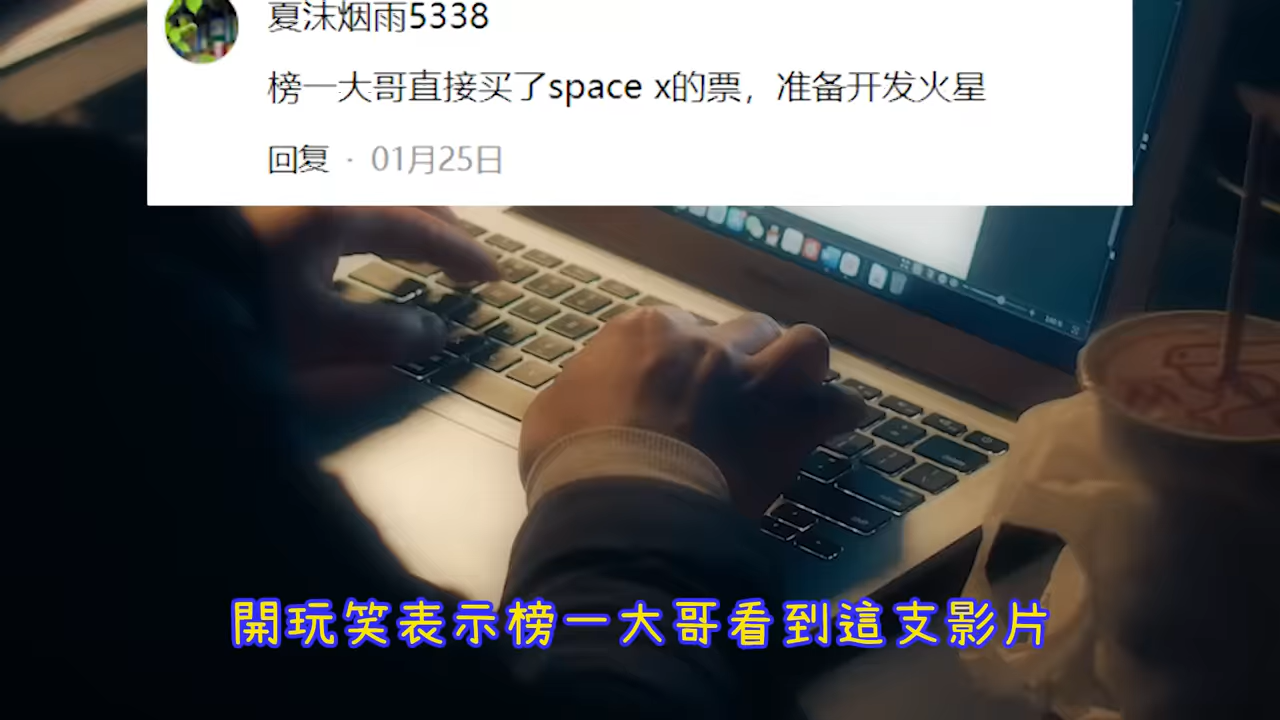 夏沫烟雨5338
榜一大哥直接买了space x的票，准备开发火星
回复 · 01月25日
開玩笑表示榜一大哥看到這支影片